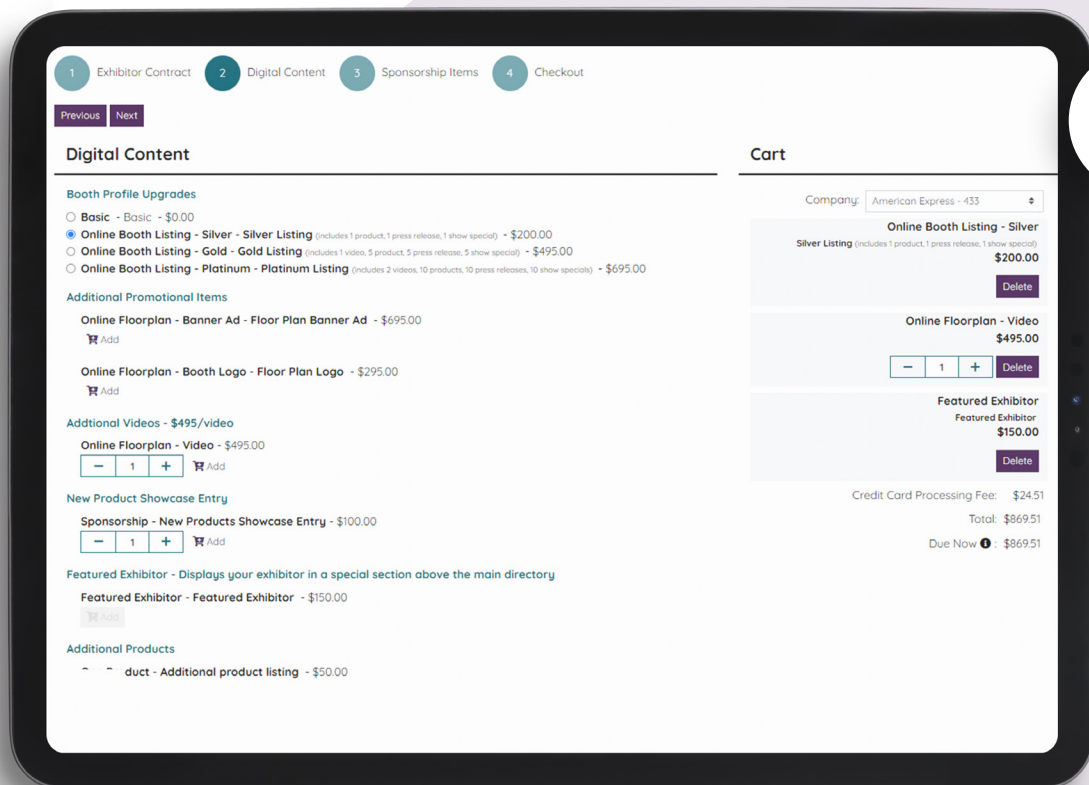 1 Exhibitor Contract 2 Digital Content 3 Sponsorship Items 4 Checkout
Previous Next
Digital Content
Booth Profile Upgrades
Basic - Basic - $0.00
Online Booth Listing - Silver - Silver Listing (includes 1 product, 1 press release, 1 show special) - $200.00
Online Booth Listing - Gold - Gold Listing (includes 1 video, 5 product, 5 press release, 5 show special) - $495.00
Online Booth Listing - Platinum - Platinum Listing (includes 2 videos, 10 products, 10 press releases, 10 show specials) - $695.00
Additional Promotional Items
Online Floorplan - Banner Ad - Floor Plan Banner Ad - $695.00
Add
Online Floorplan - Booth Logo - Floor Plan Logo - $295.00
Add
Addtional Videos - $495/video
Online Floorplan - Video - $495.00
− 1 + Add
New Product Showcase Entry
Sponsorship - New Products Showcase Entry - $100.00
− 1 + Add
Featured Exhibitor - Displays your exhibitor in a special section above the main directory
Featured Exhibitor - Featured Exhibitor - $150.00
Add
Additional Products
duct - Additional product listing - $50.00
Cart
Company: American Express - 433
Online Booth Listing - Silver
Silver Listing (includes 1 product, 1 press release, 1 show special)
$200.00
Delete
Online Floorplan - Video
$495.00
− 1 + Delete
Featured Exhibitor
Featured Exhibitor
$150.00
Delete
Credit Card Processing Fee: $24.51
Total: $869.51
Due Now : $869.51